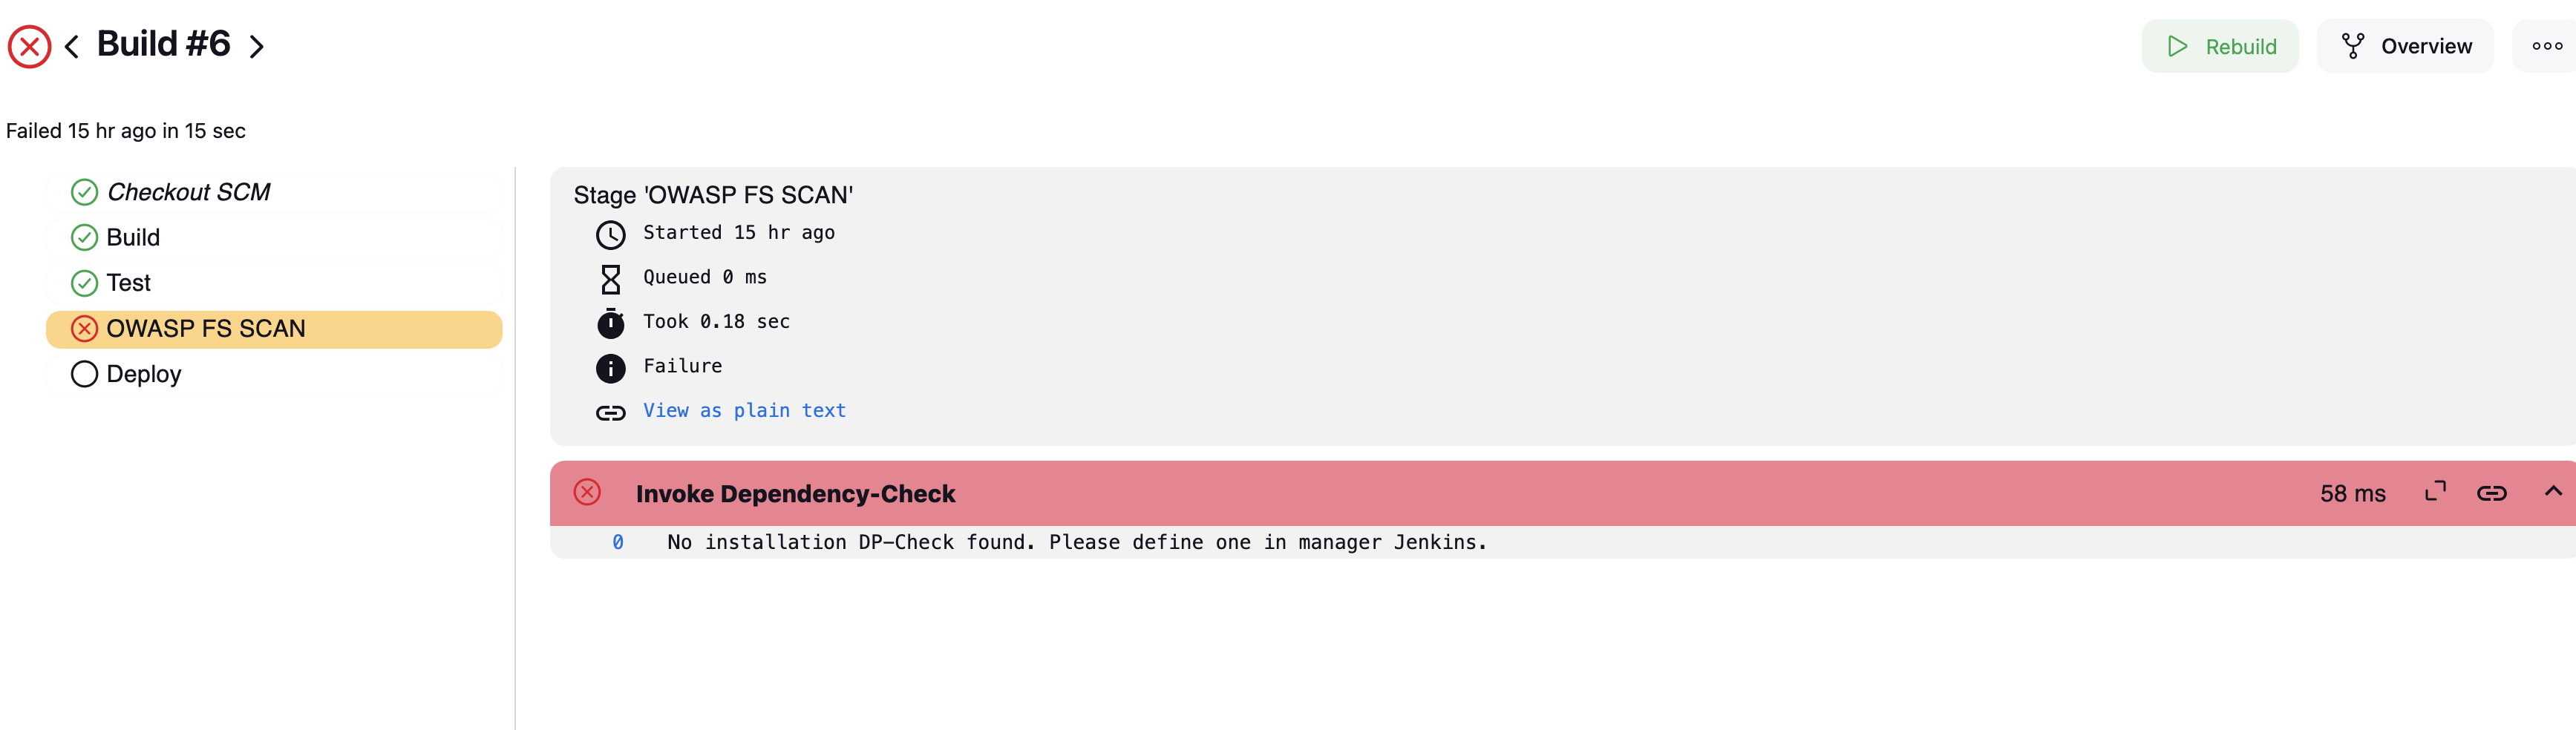 Build #6
Rebuild
Overview
Failed 15 hr ago in 15 sec
Checkout SCM
Build
Test
OWASP FS SCAN
Deploy
Stage 'OWASP FS SCAN'
Started 15 hr ago
Queued 0 ms
Took 0.18 sec
Failure
View as plain text
Invoke Dependency-Check
58 ms
0 No installation DP-Check found. Please define one in manager Jenkins.